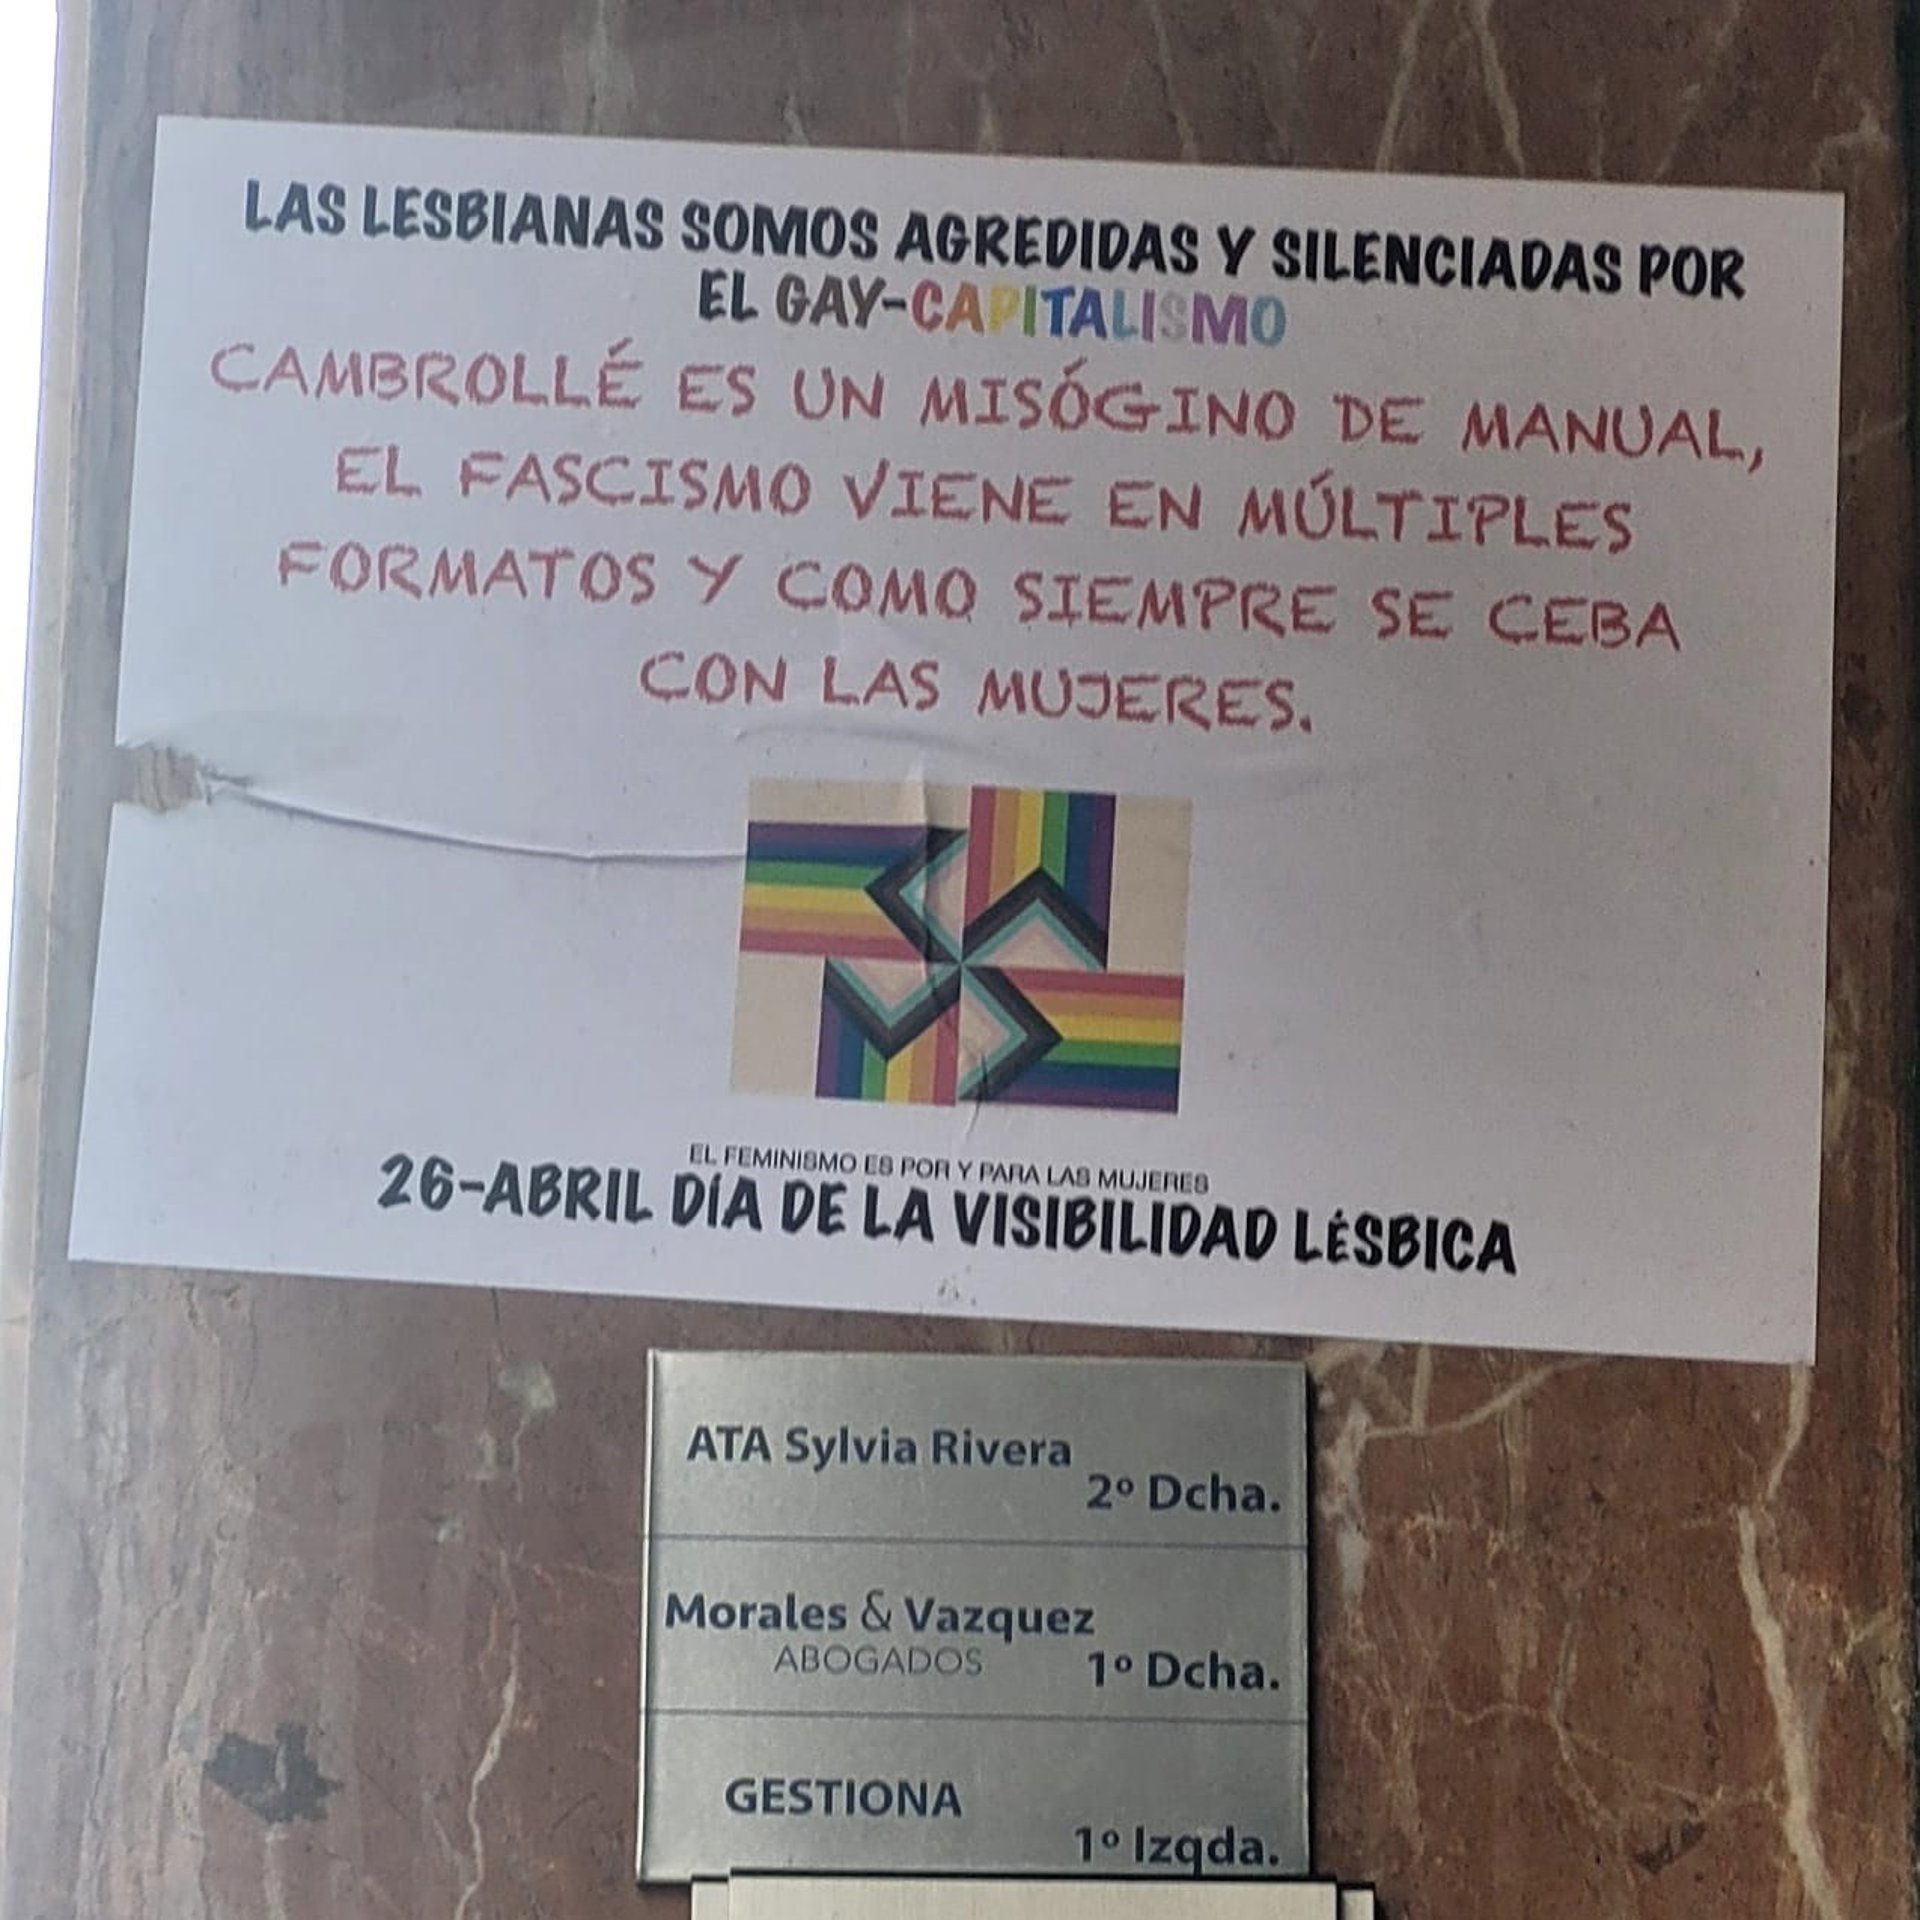 LAS LESBIANAS SOMOS AGREDIDAS Y SILENCIADAS POR
EL GAY-CAPITALISMO
CAMBROLLÉ ES UN MISÓGINO DE MANUAL,
EL FASCISMO VIENE EN MÚLTIPLES
FORMATOS Y COMO SIEMPRE SE CEBA
CON LAS MUJERES.
EL FEMINISMO ES POR Y PARA LAS MUJERES
26-ABRIL DÍA DE LA VISIBILIDAD LÉSBICA
ATA Sylvia Rivera
2º Dcha.
Morales & Vazquez
ABOGADOS
1º Dcha.
GESTIONA
1º Izqda.